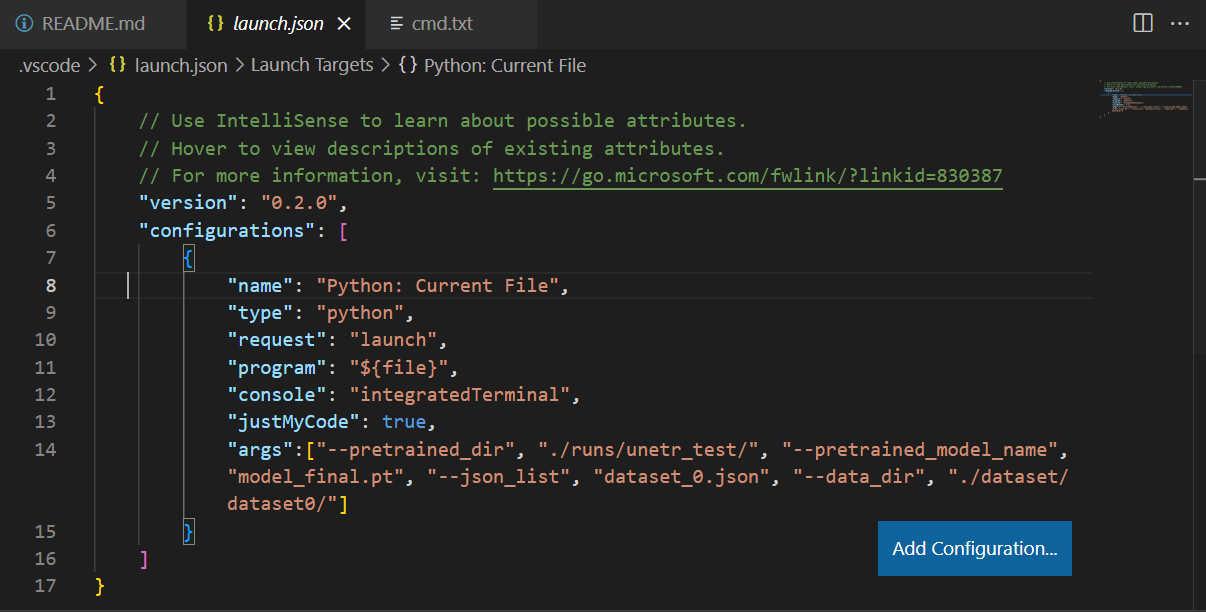 README.md {} launch.json × cmd.txt ...
.vscode > {} launch.json > Launch Targets > {} Python: Current File
1 {
2 // Use IntelliSense to learn about possible attributes.
3 // Hover to view descriptions of existing attributes.
4 // For more information, visit: https://go.microsoft.com/fwlink/?linkid=830387
5 "version": "0.2.0",
6 "configurations": [
7 {
8 "name": "Python: Current File",
9 "type": "python",
10 "request": "launch",
11 "program": "${file}",
12 "console": "integratedTerminal",
13 "justMyCode": true,
14 "args":["--pretrained_dir", "./runs/unetr_test/", "--pretrained_model_name",
"model_final.pt", "--json_list", "dataset_0.json", "--data_dir", "./dataset/
dataset0/"]
15 }
16 ]
17 }
Add Configuration...